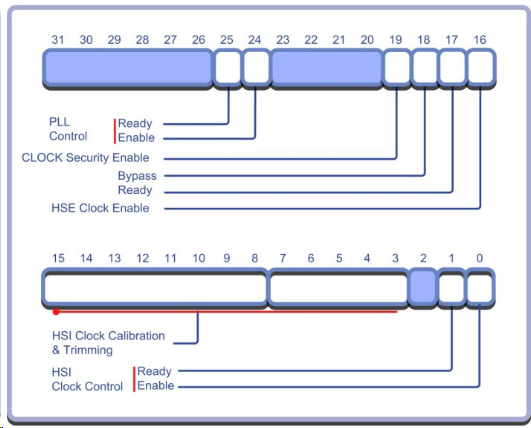 31 30 29 28 27 26 25 24 23 22 21 20 19 18 17 16
PLL
Control
Ready
Enable
CLOCK Security Enable
Bypass
Ready
HSE Clock Enable
15 14 13 12 11 10 9 8 7 6 5 4 3 2 1 0
HSI Clock Calibration
& Trimming
HSI
Clock Control
Ready
Enable